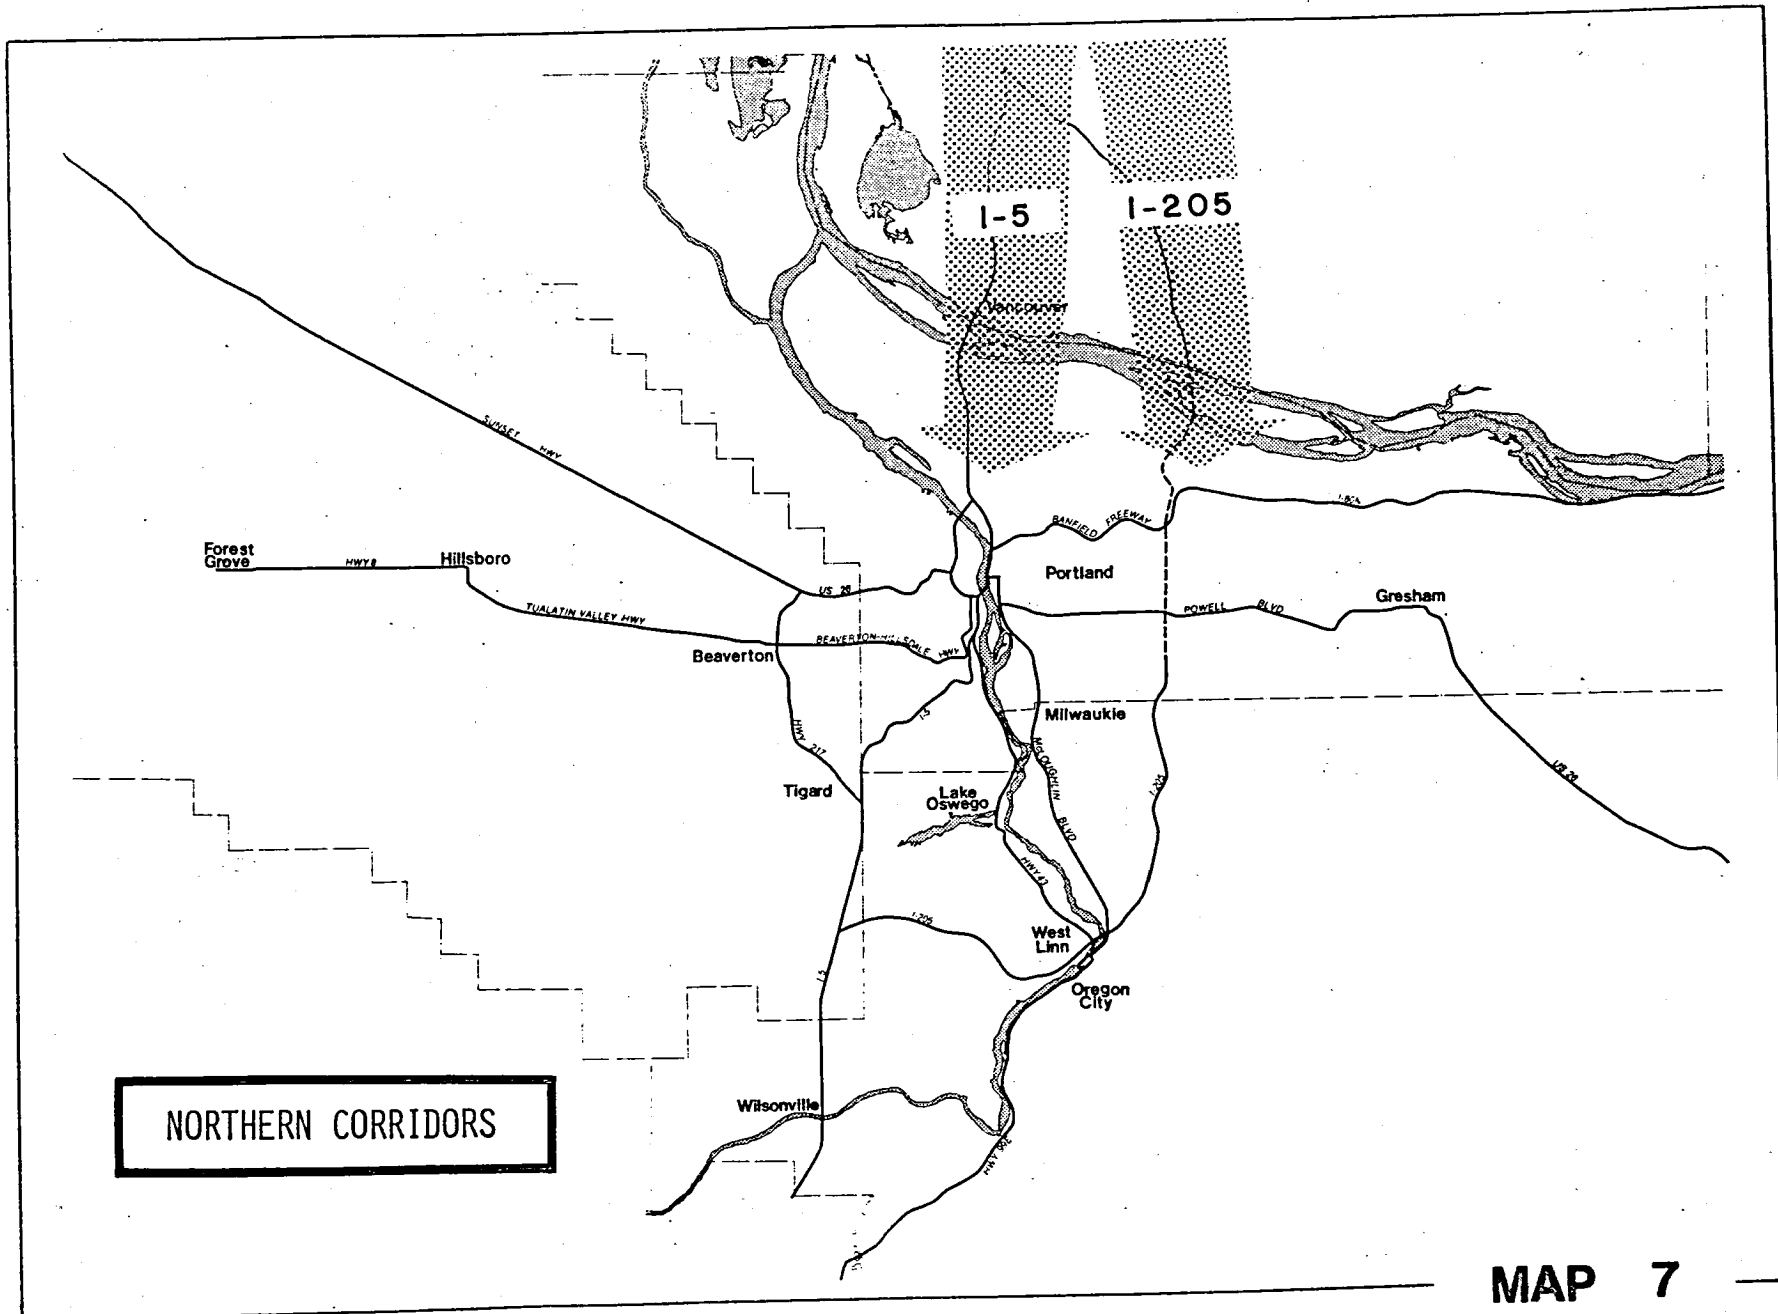 I-5
I-205
Vancouver
SUNSET HWY
I-80N
BANFIELD FREEWAY
Forest
Grove
HWY 8
Hillsboro
Portland
US 26
Gresham
POWELL BLVD
TUALATIN VALLEY HWY
BEAVERTON-HILLSDALE HWY
Beaverton
I-5
Milwaukie
HWY 217
McLOUGHLIN BLVD
US 26
Tigard
Lake
Oswego
I-205
HWY 43
I-205
West
Linn
I-5
Oregon
City
NORTHERN CORRIDORS
Wilsonville
HWY 99E
MAP 7